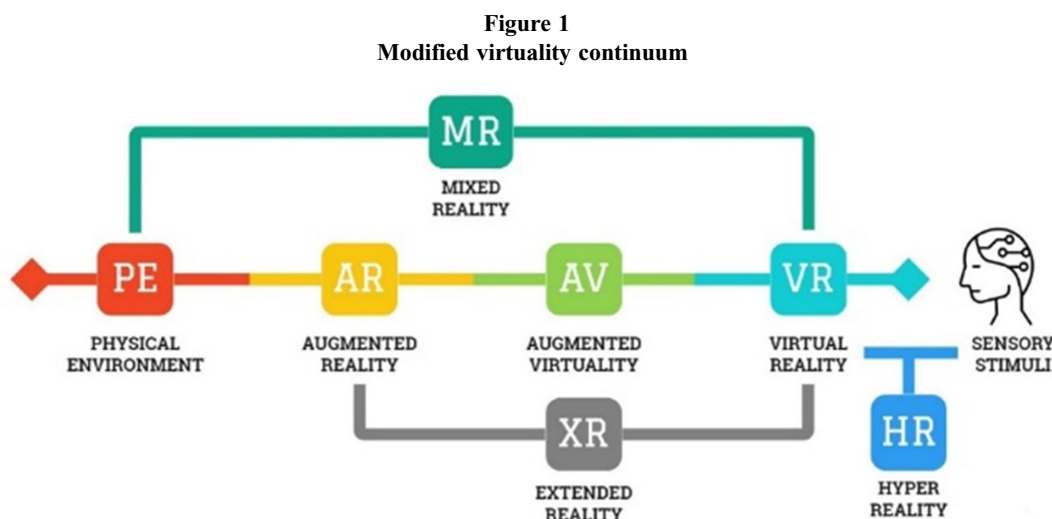 Figure 1
Modified virtuality continuum
MR
MIXED
REALITY
PE
AR
AV
VR
PHYSICAL
ENVIRONMENT
AUGMENTED
REALITY
AUGMENTED
VIRTUALITY
VIRTUAL
REALITY
SENSORY
STIMULI
XR
HR
EXTENDED
REALITY
HYPER
REALITY